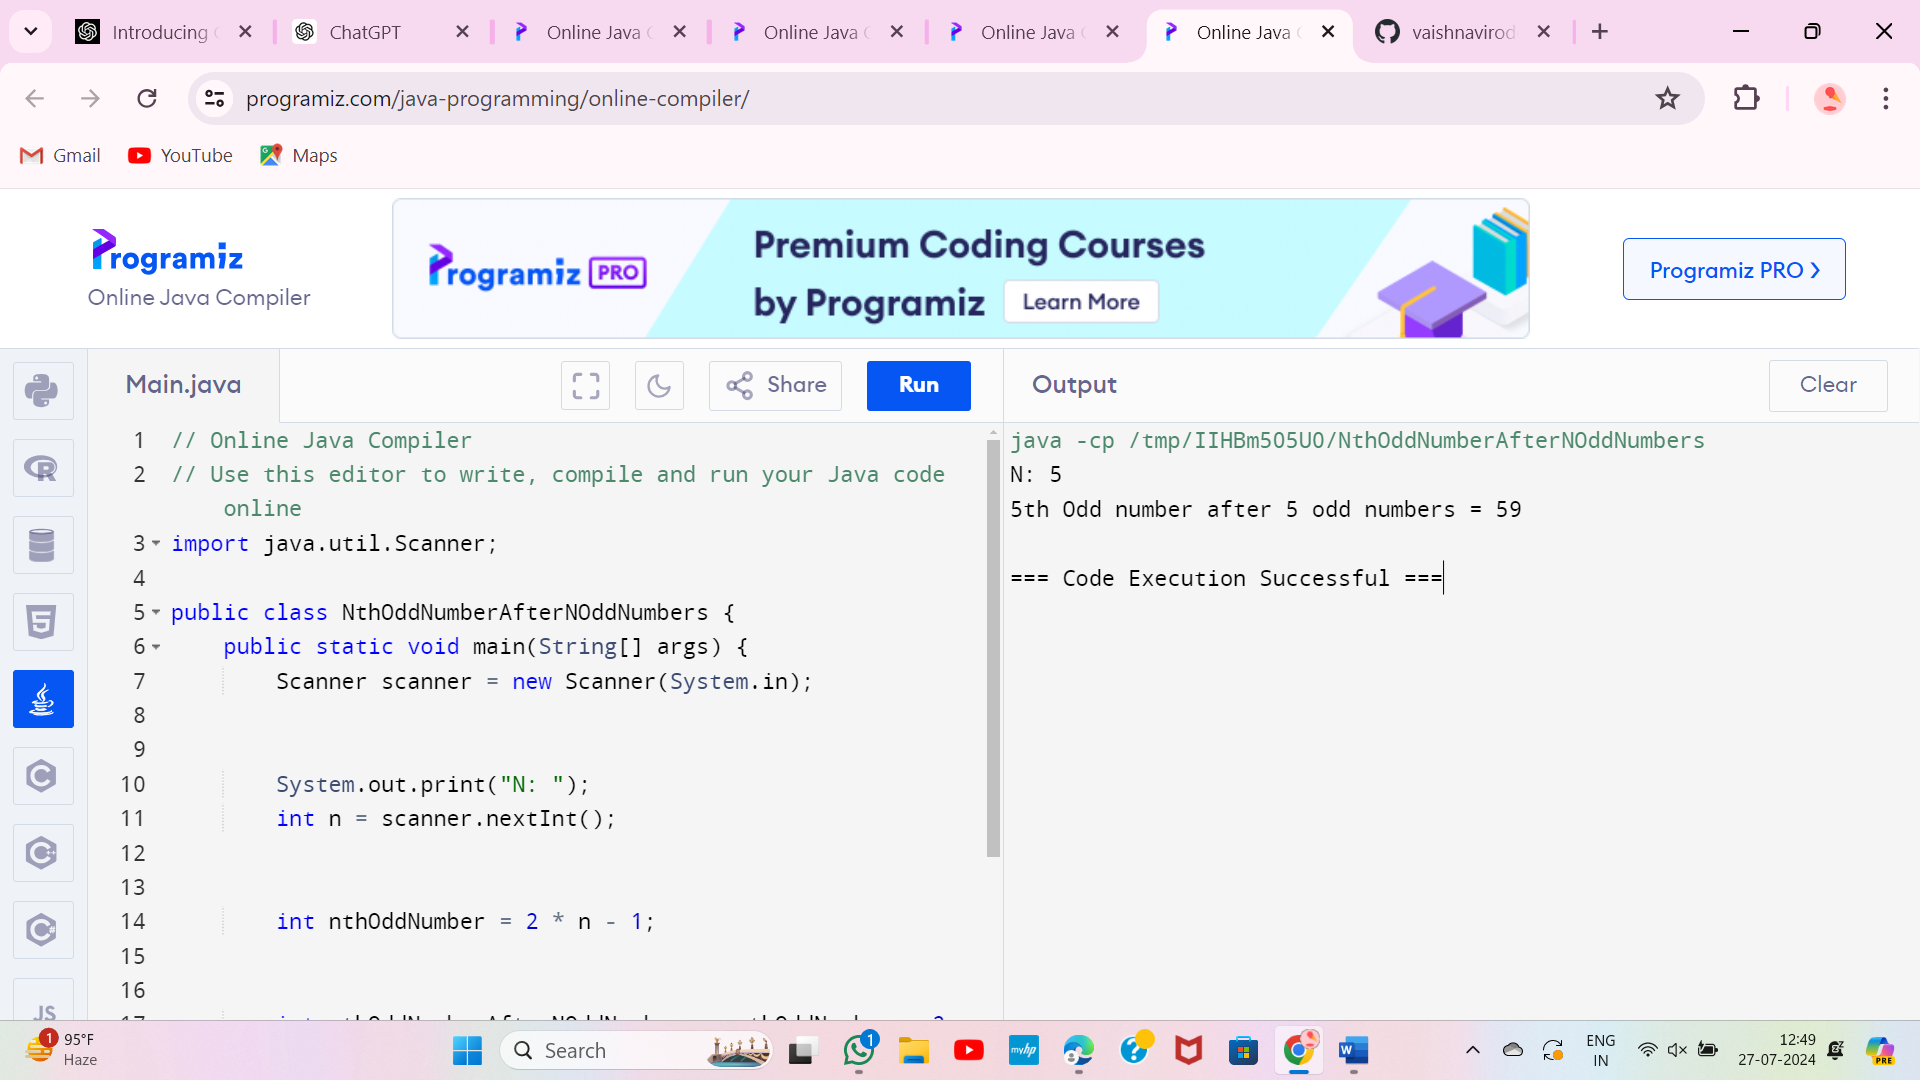 Introducing
ChatGPT
Online Java
Online Java
Online Java
Online Java
vaishnavirod
programiz.com/java-programming/online-compiler/
Gmail
YouTube
Maps
Programiz
Online Java Compiler
Programiz PRO
Premium Coding Courses
by Programiz
Learn More
Programiz PRO
Main.java
Share
Run
Output
Clear
1 // Online Java Compiler
2 // Use this editor to write, compile and run your Java code
online
3 import java.util.Scanner;
4
5 public class NthOddNumberAfterNOddNumbers {
6 public static void main(String[] args) {
7 Scanner scanner = new Scanner(System.in);
8
9
10 System.out.print("N: ");
11 int n = scanner.nextInt();
12
13
14 int nthOddNumber = 2 * n - 1;
15
16
java -cp /tmp/IIHBm5O5UO/NthOddNumberAfterNOddNumbers
N: 5
5th Odd number after 5 odd numbers = 59
=== Code Execution Successful ===
JS
1
95°F
Haze
Search
1
myhp
ENG
IN
12:49
27-07-2024
PRE